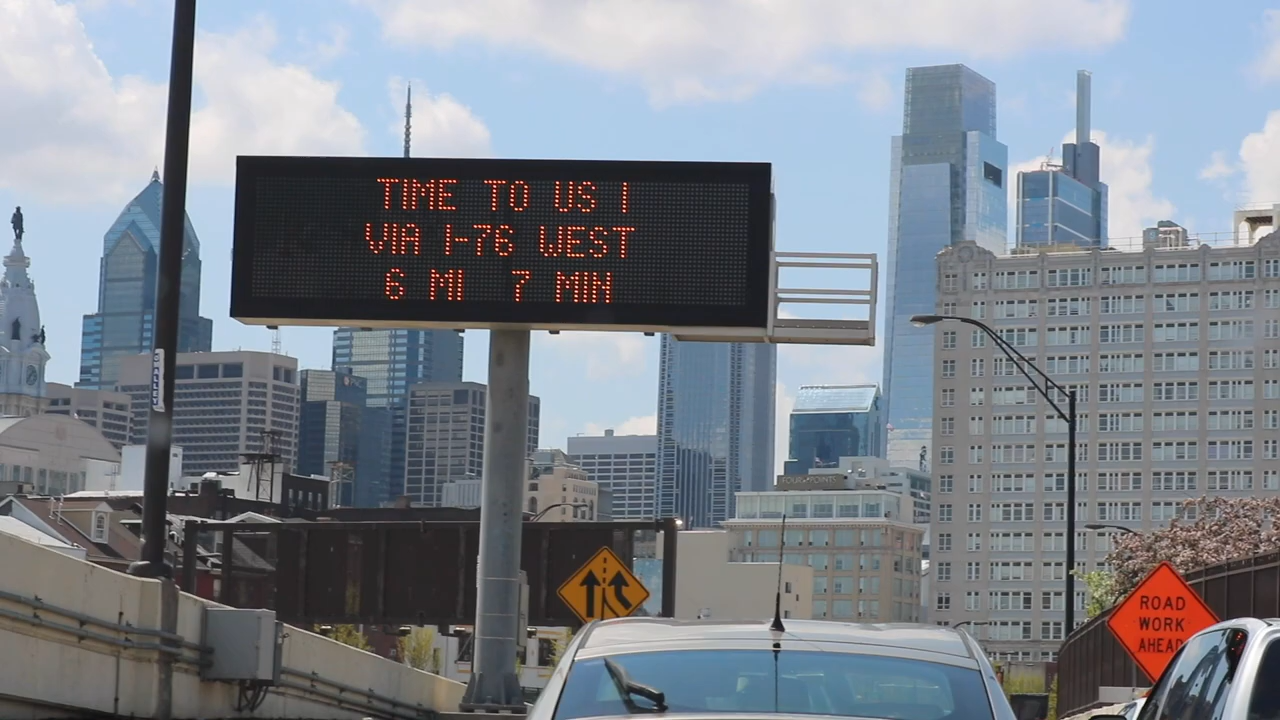 TIME TO US 1
VIA I-76 WEST
6 MI 7 MIN
FOUR POINTS
ROAD
WORK
AHEAD